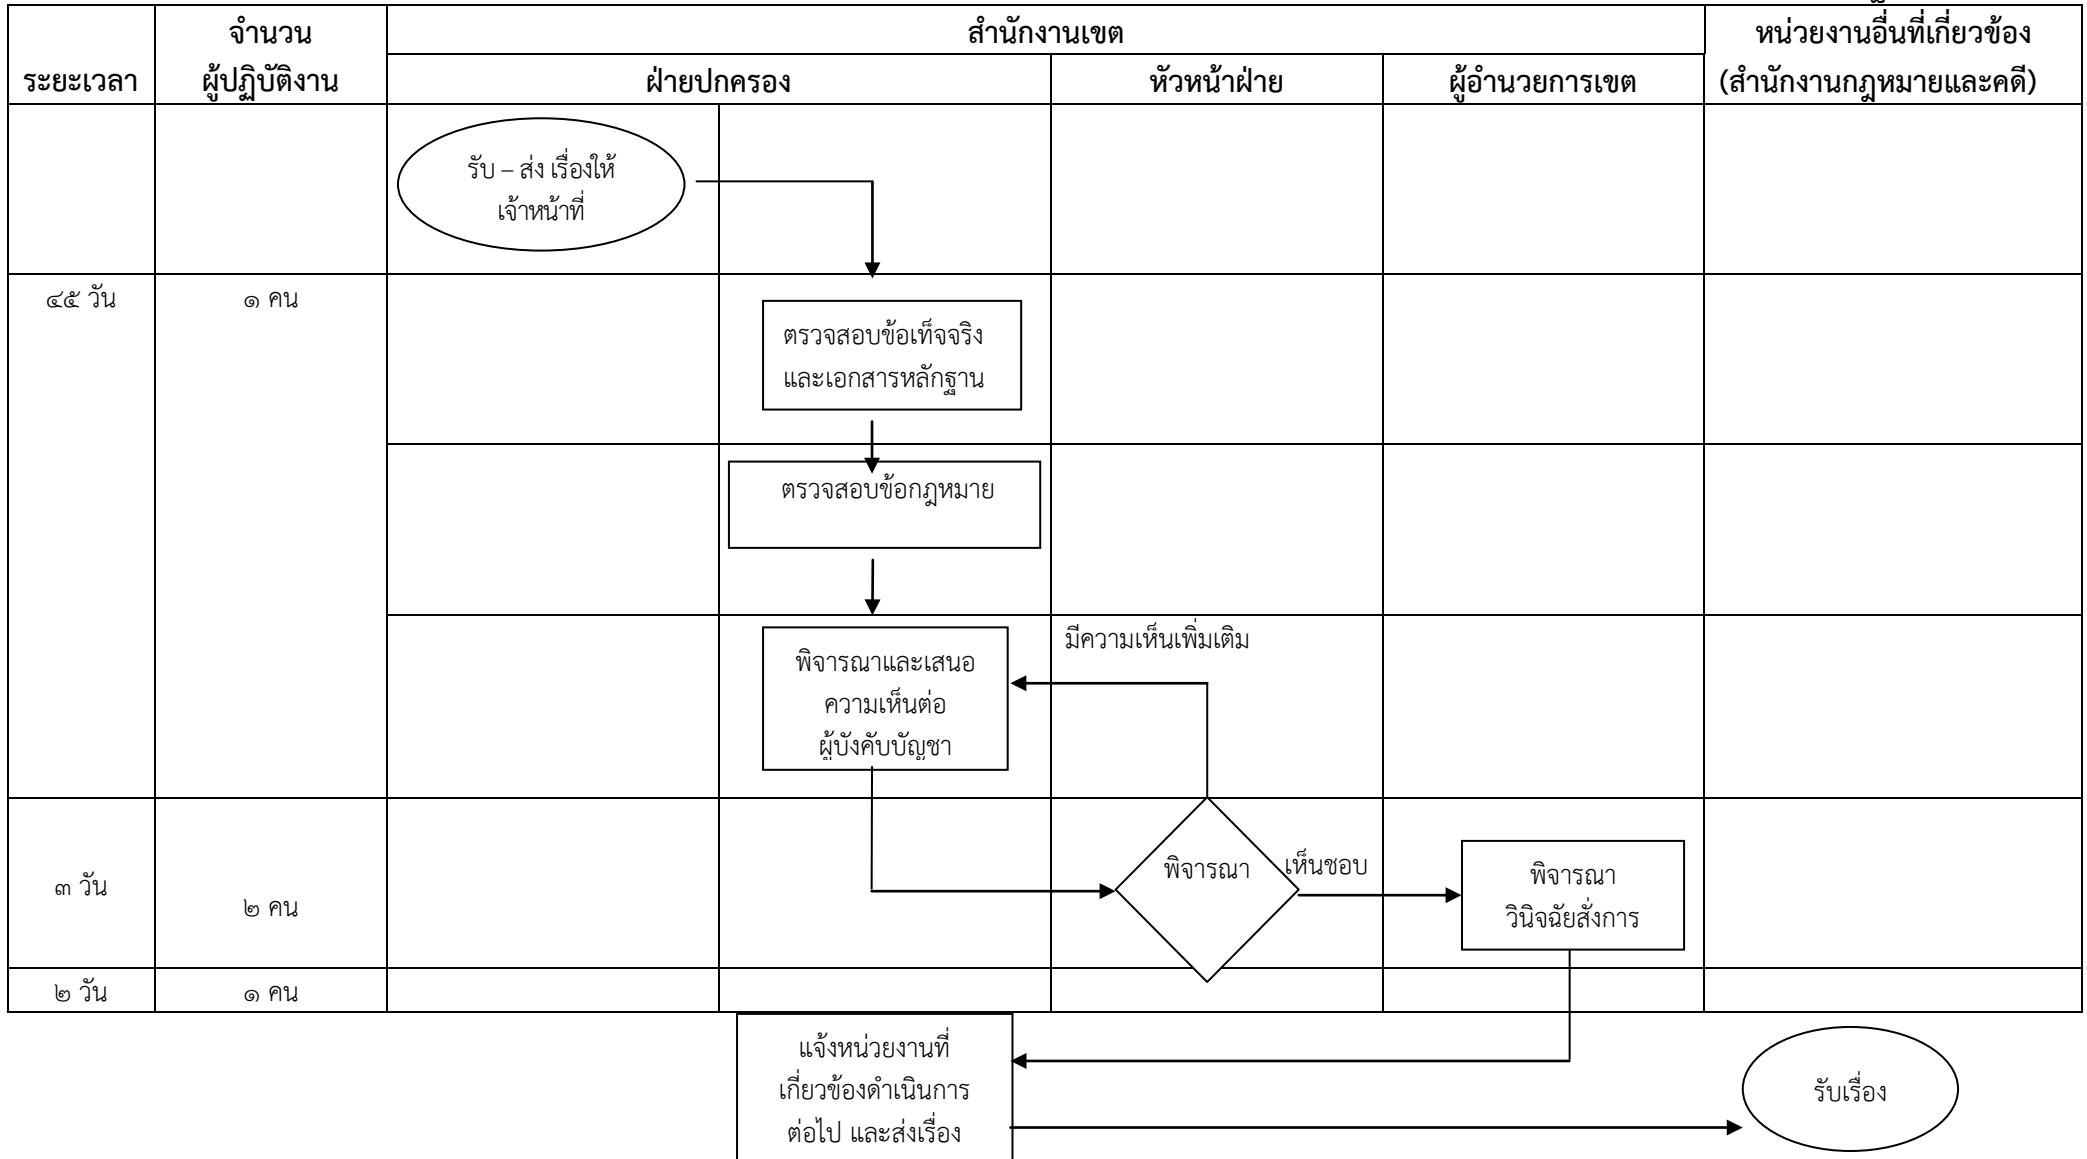 จำนวน
สำนักงานเขต
หน่วยงานอื่นที่เกี่ยวข้อง
ระยะเวลา
ผู้ปฏิบัติงาน
ฝ่ายปกครอง
หัวหน้าฝ่าย
ผู้อำนวยการเขต
(สำนักงานกฎหมายและคดี)
รับ – ส่ง เรื่องให้
เจ้าหน้าที่
๔๕ วัน
๑ คน
ตรวจสอบข้อเท็จจริง
และเอกสารหลักฐาน
ตรวจสอบข้อกฎหมาย
มีความเห็นเพิ่มเติม
พิจารณาและเสนอ
ความเห็นต่อ
ผู้บังคับบัญชา
๓ วัน
๒ คน
พิจารณา
เห็นชอบ
พิจารณา
วินิจฉัยสั่งการ
๒ วัน
๑ คน
แจ้งหน่วยงานที่
เกี่ยวข้องดำเนินการ
ต่อไป และส่งเรื่อง
รับเรื่อง